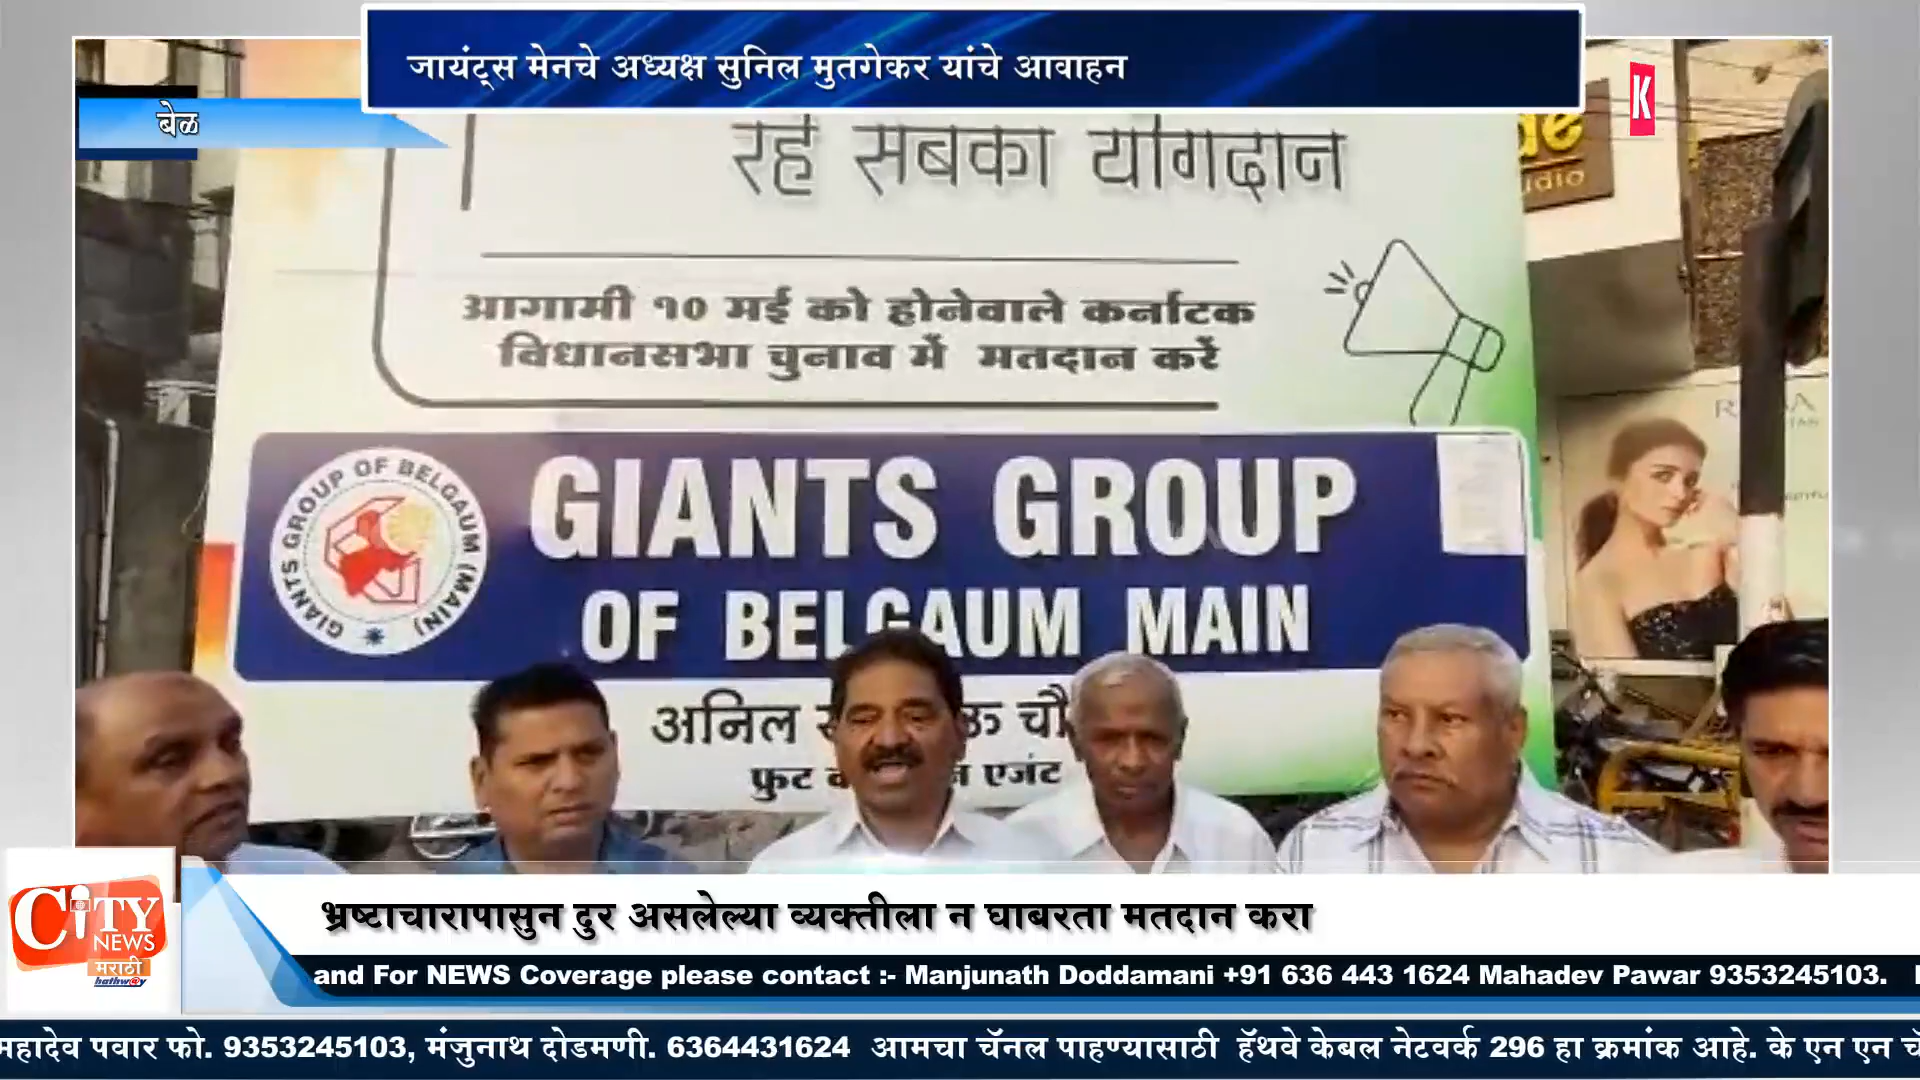 जायंट्स मेनचे अध्यक्ष सुनिल मुतगेकर यांचे आवाहन
बेळ
K
रहे सबका योगदान
आगामी १० मई को होनेवाले कर्नाटक
विधानसभा चुनाव में मतदान करें
GIANTS GROUP OF BELGAUM (MAIN)
GIANTS GROUP
OF BELGAUM MAIN
अनिल
फ्रुट एजंट
CiTY
NEWS
मराठी
hathway
भ्रष्टाचारापासुन दुर असलेल्या व्यक्तीला न घाबरता मतदान करा
and For NEWS Coverage please contact :- Manjunath Doddamani +91 636 443 1624 Mahadev Pawar 9353245103.
महादेव पवार फो. 9353245103, मंजुनाथ दोडमणी. 6364431624 आमचा चॅनल पाहण्यासाठी हॅथवे केबल नेटवर्क 296 हा क्रमांक आहे. के एन एन